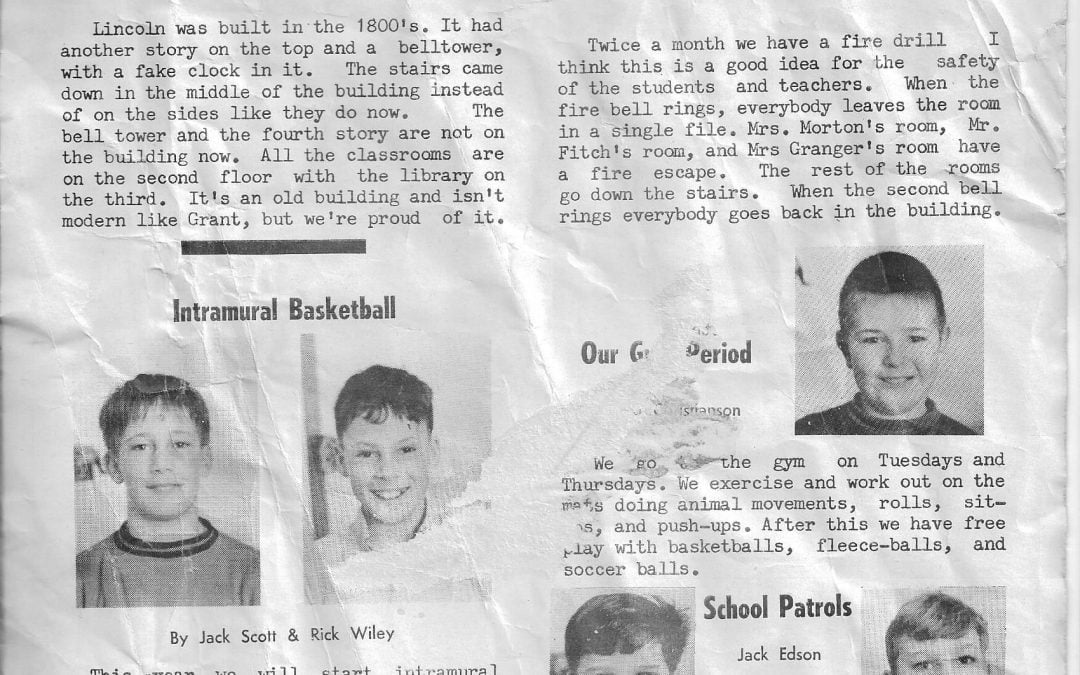 Lincoln was built in the 1800's. It had
another story on the top and a belltower,
with a fake clock in it. The stairs came
down in the middle of the building instead
of on the sides like they do now. The
bell tower and the fourth story are not on
the building now. All the classrooms are
on the second floor with the library on
the third. It's an old building and isn't
modern like Grant, but we're proud of it.
Intramural Basketball
By Jack Scott & Rick Wiley
This year we will start intramural
Twice a month we have a fire drill I
think this is a good idea for the safety
of the students and teachers. When the
fire bell rings, everybody leaves the room
in a single file. Mrs. Morton's room, Mr.
Fitch's room, and Mrs Granger's room have
a fire escape. The rest of the rooms
go down the stairs. When the second bell
rings everybody goes back in the building.
Our Period
We go the gym on Tuesdays and
Thursdays. We exercise and work out on the
mats doing animal movements, rolls, sit-
and push-ups. After this we have free
play with basketballs, fleece-balls, and
soccer balls.
School Patrols
Jack Edson